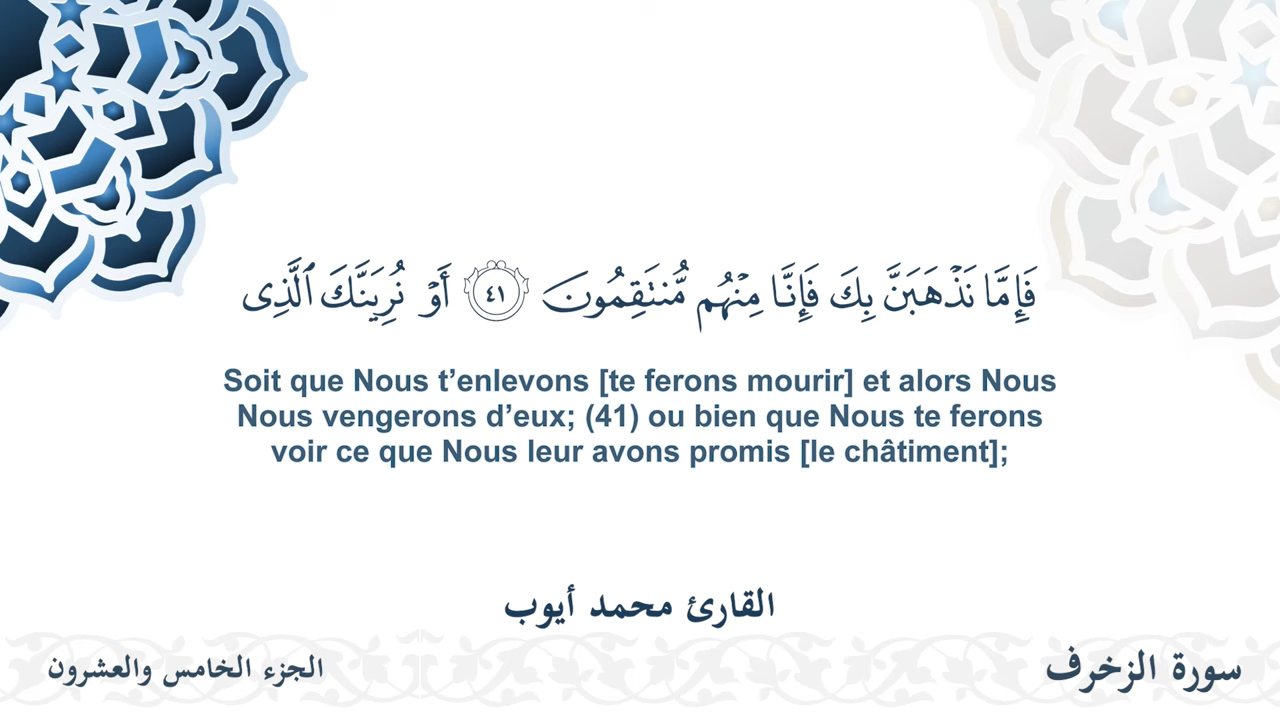 فَإِمَّا نَذْهَبَنَّ بِكَ فَإِنَّا مِنْهُم مُّنتَقِمُونَ ٤١ أَوْ نُرِيَنَّكَ ٱلَّذِى
Soit que Nous t’enlevons [te ferons mourir] et alors Nous
Nous vengerons d’eux; (41) ou bien que Nous te ferons
voir ce que Nous leur avons promis [le châtiment];
القارئ محمد أيوب
سورة الزخرف
الجزء الخامس والعشرون